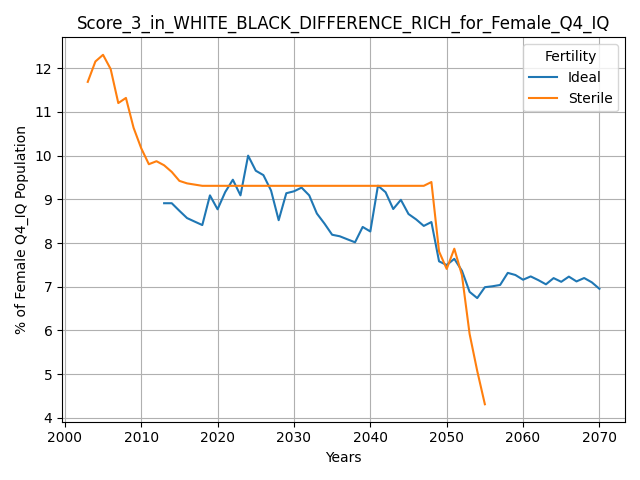 Score_3_in_WHITE_BLACK_DIFFERENCE_RICH_for_Female_Q4_IQ
Fertility
Ideal
Sterile
% of Female Q4_IQ Population
12
11
10
9
8
7
6
5
4
2000 2010 2020 2030 2040 2050 2060 2070
Years